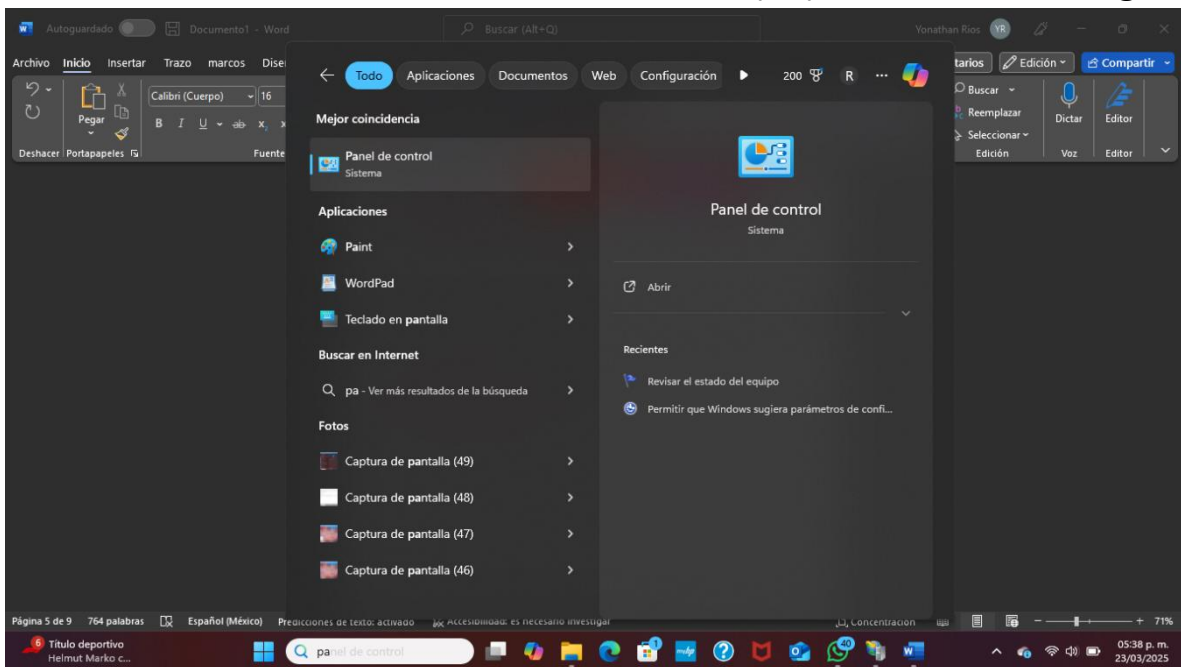 Autoguardado
Documento1 - Word
Buscar (Alt+Q)
Yonathan Rios
YR
Archivo Inicio Insertar Trazo marcos Dise
tarios Edición Compartir
Calibri (Cuerpo) 16
Pegar
B I U ab x, x
Deshacer Portapapeles Fuente
Buscar
Reemplazar
Seleccionar
Edición
Dictar
Voz
Editor
Editor
Todo Aplicaciones Documentos Web Configuración 200 R ...
Mejor coincidencia
Panel de control
Sistema
Aplicaciones
Paint
WordPad
Teclado en pantalla
Buscar en Internet
pa - Ver más resultados de la búsqueda
Fotos
Captura de pantalla (49)
Captura de pantalla (48)
Captura de pantalla (47)
Captura de pantalla (46)
Panel de control
Sistema
Abrir
Recientes
Revisar el estado del equipo
Permitir que Windows sugiera parámetros de confi...
Página 5 de 9 764 palabras Español (México) Predicciones de texto: activado Accesibilidad: es necesario investigar Concentración 71%
6
Título deportivo
Helmut Marko c...
panel de control
40
05:38 p. m.
23/03/2025